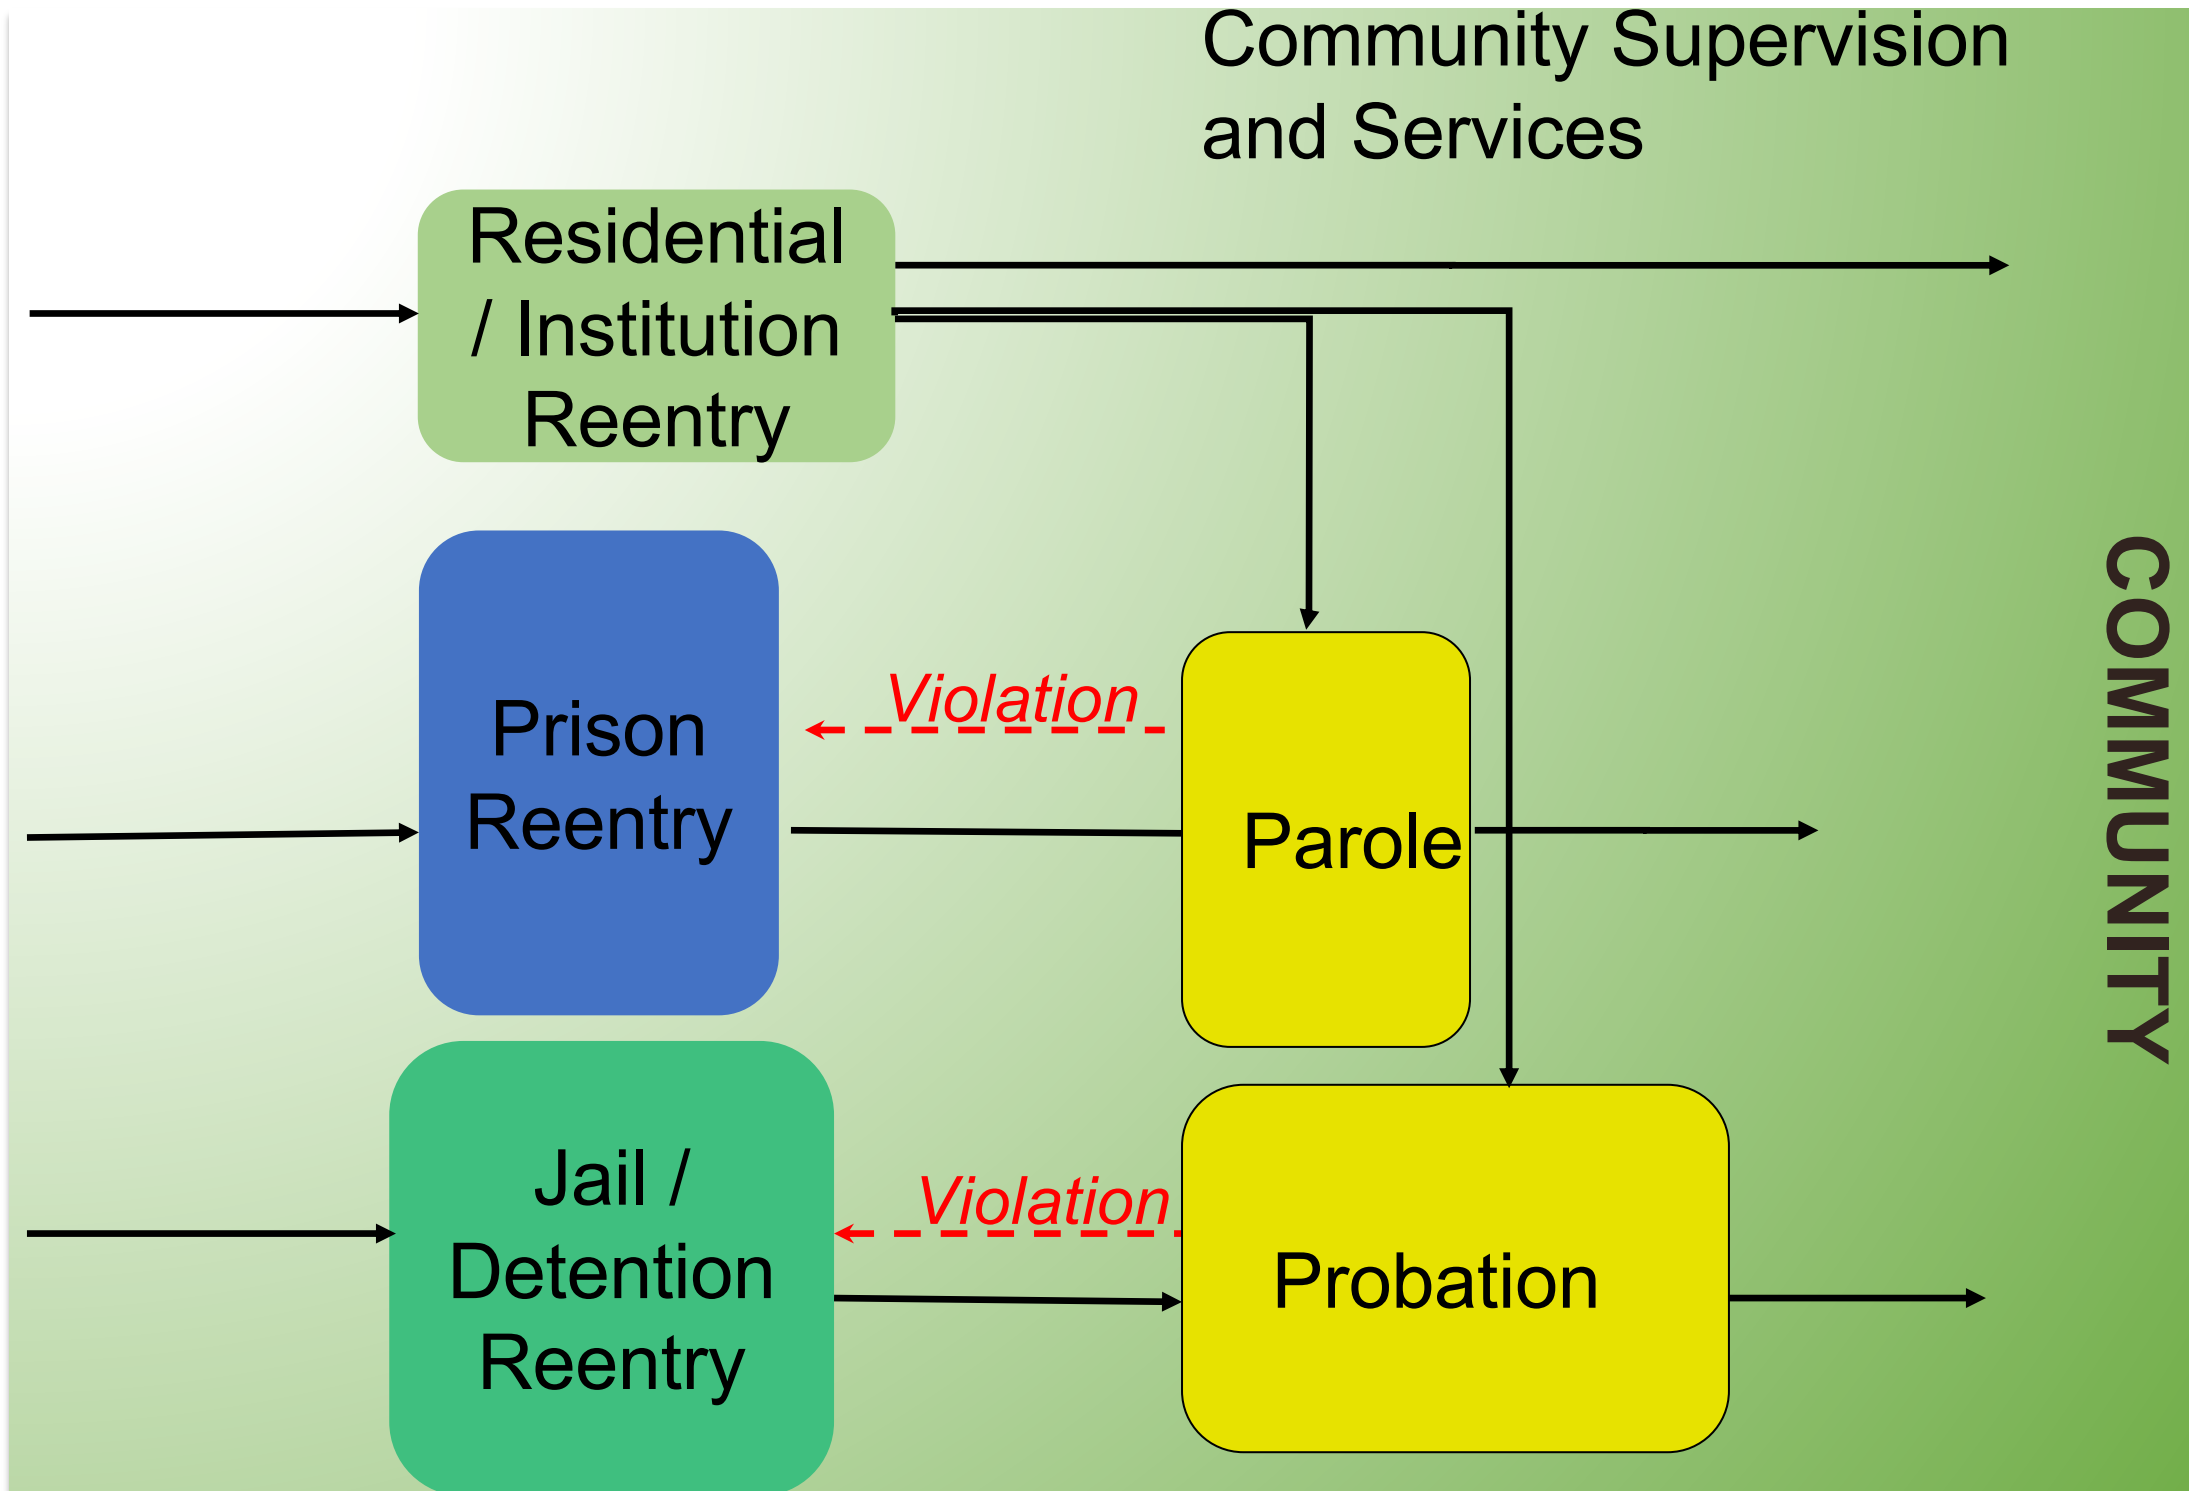 Community Supervision
and Services
Residential
/ Institution
Reentry
Prison
Reentry
Violation
Parole
COMMUNITY
Jail /
Detention
Reentry
Violation
Probation